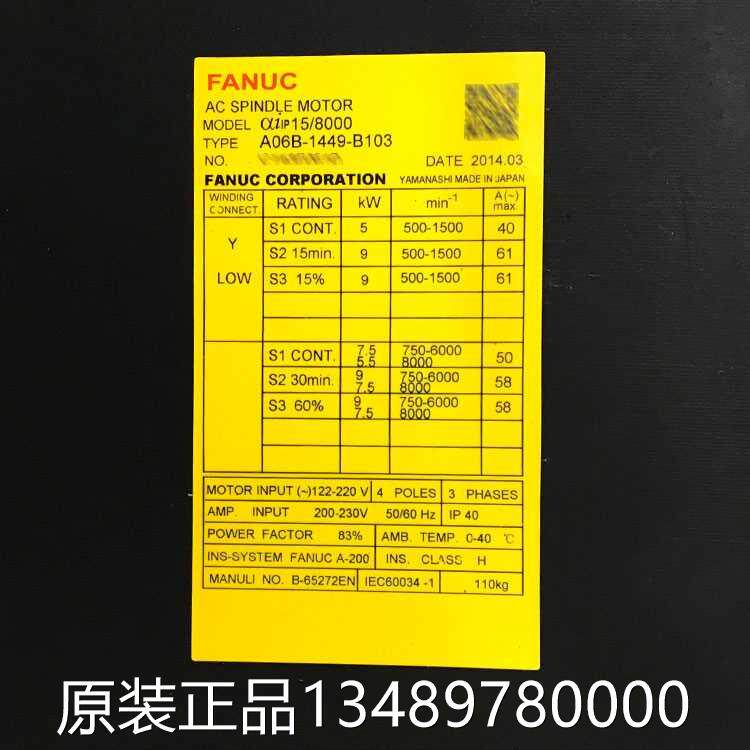 FANUC
AC SPINDLE MOTOR
MODEL αiIP 15/8000
TYPE A06B-1449-B103
NO.
DATE 2014.03
FANUC CORPORATION YAMANASHI MADE IN JAPAN
WINDING CONNECT RATING kW min-1 A(~) max
S1 CONT. 5 500-1500 40
Y S2 15min. 9 500-1500 61
LOW S3 15% 9 500-1500 61
S1 CONT. 7.5 750-6000 50
5.5 8000
S2 30min. 9 750-6000 58
7.5 8000
S3 60% 9 750-6000 58
7.5 8000
MOTOR INPUT (~)122-220 V 4 POLES 3 PHASES
AMP. INPUT 200-230V 50/60 Hz IP 40
POWER FACTOR 83% AMB. TEMP. 0-40 ℃
INS-SYSTEM FANUC A-200 INS. CLASS H
MANULI NO. B-65272EN IEC60034 -1 110kg
原装正品13489780000